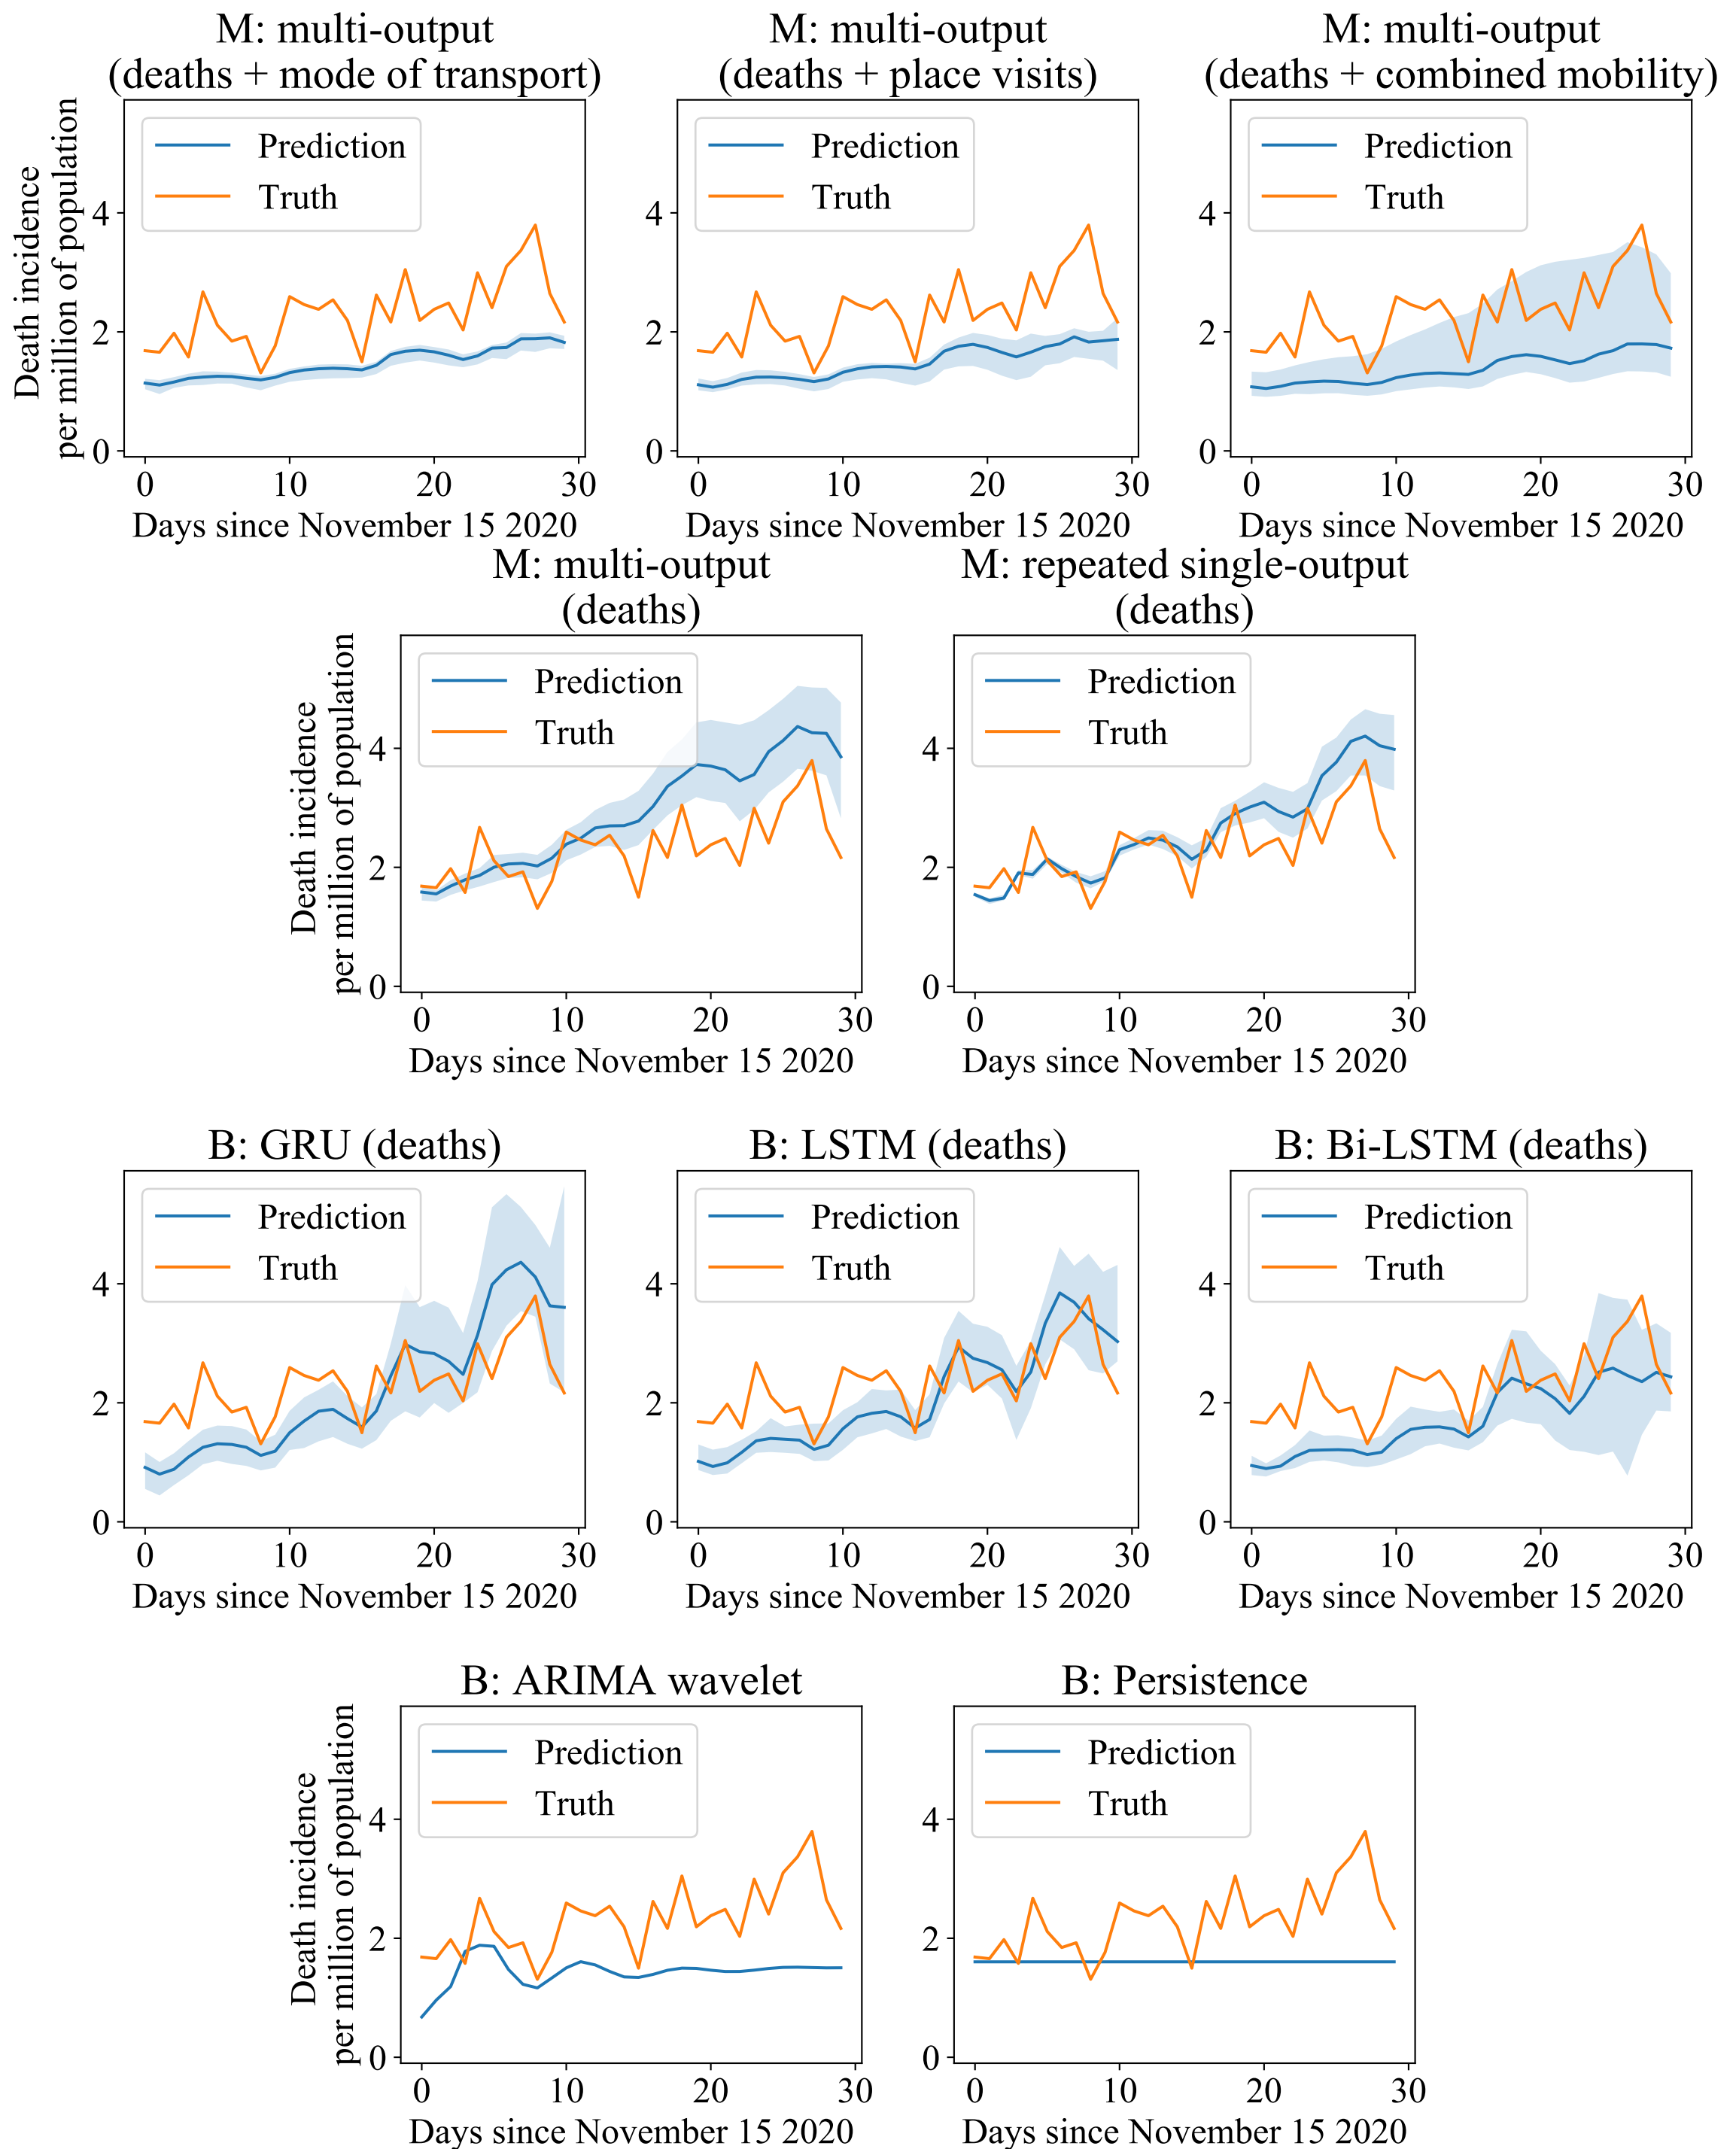 M: multi-output
(deaths + mode of transport)
M: multi-output
(deaths + place visits)
M: multi-output
(deaths + combined mobility)
Death incidence
per million of population
Prediction
Truth
0
2
4
0
10
20
30
Days since November 15 2020
Prediction
Truth
0
2
4
0
10
20
30
Days since November 15 2020
Prediction
Truth
0
2
4
0
10
20
30
Days since November 15 2020
M: multi-output
(deaths)
M: repeated single-output
(deaths)
Death incidence
per million of population
Prediction
Truth
0
2
4
0
10
20
30
Days since November 15 2020
Prediction
Truth
0
2
4
0
10
20
30
Days since November 15 2020
B: GRU (deaths)
B: LSTM (deaths)
B: Bi-LSTM (deaths)
Prediction
Truth
0
2
4
0
10
20
30
Days since November 15 2020
Prediction
Truth
0
2
4
0
10
20
30
Days since November 15 2020
Prediction
Truth
0
2
4
0
10
20
30
Days since November 15 2020
B: ARIMA wavelet
B: Persistence
Death incidence
per million of population
Prediction
Truth
0
2
4
0
10
20
30
Days since November 15 2020
Prediction
Truth
0
2
4
0
10
20
30
Days since November 15 2020